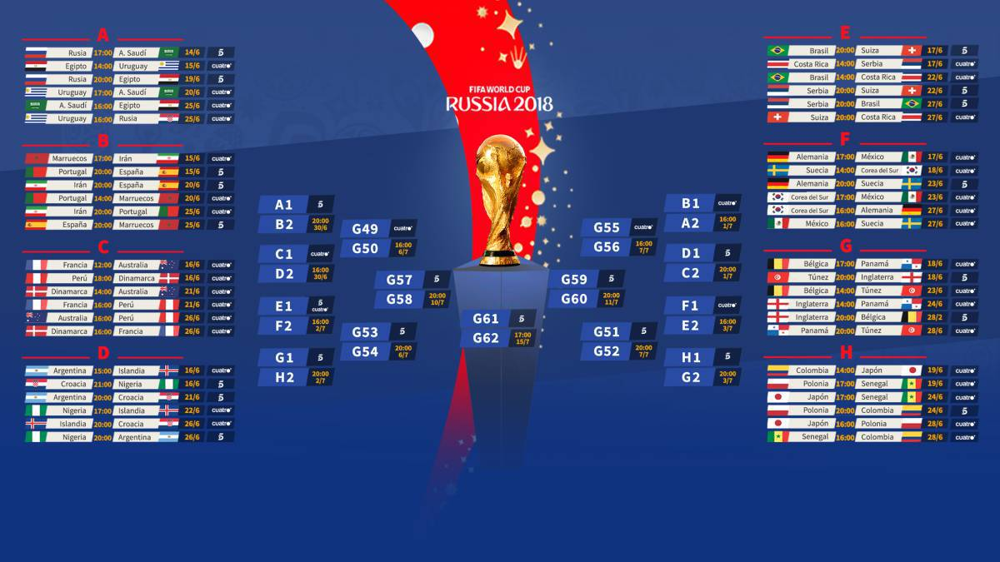 A
Rusia 17:00 A. Saudí 14/6 5
Egipto 14:00 Uruguay 15/6 cuatro
Rusia 20:00 Egipto 19/6 5
Uruguay 17:00 A. Saudí 20/6 cuatro
A. Saudí 16:00 Egipto 25/6 cuatro
Uruguay 16:00 Rusia 25/6 cuatro
B
Marruecos 17:00 Irán 15/6 cuatro
Portugal 20:00 España 15/6 5
Irán 20:00 España 20/6 5
Portugal 14:00 Marruecos 20/6 cuatro
Irán 20:00 Portugal 25/6 cuatro
España 20:00 Marruecos 25/6 5
C
Francia 12:00 Australia 16/6 cuatro
Perú 18:00 Dinamarca 16/6 cuatro
Dinamarca 14:00 Australia 21/6 cuatro
Francia 16:00 Perú 21/6 cuatro
Australia 16:00 Perú 26/6 cuatro
Dinamarca 16:00 Francia 26/6 cuatro
D
Argentina 15:00 Islandia 16/6 cuatro
Croacia 21:00 Nigeria 16/6 5
Argentina 20:00 Croacia 21/6 5
Nigeria 17:00 Islandia 22/6 cuatro
Islandia 20:00 Croacia 26/6 cuatro
Nigeria 20:00 Argentina 26/6 5
FIFA WORLD CUP
RUSSIA 2018
A1 5
B2 20:00 30/6
C1 cuatro
D2 16:00 30/6
E1 5 cuatro
F2 16:00 2/7
G1 5
H2 20:00 2/7
G49 cuatro
G50 16:00 6/7
G53 5
G54 20:00 6/7
G57 5
G58 20:00 10/7
G61 5
G62 17:00 15/7
G59 5
G60 20:00 11/7
G55 cuatro
G56 16:00 7/7
G51 5
G52 20:00 7/7
B1 cuatro
A2 16:00 1/7
D1 5
C2 20:00 1/7
F1 cuatro
E2 16:00 3/7
H1 5
G2 20:00 3/7
E
Brasil 20:00 Suiza 17/6 5
Costa Rica 14:00 Serbia 17/6 cuatro
Brasil 14:00 Costa Rica 22/6 cuatro
Serbia 20:00 Suiza 22/6 5
Serbia 20:00 Brasil 27/6 5
Suiza 20:00 Costa Rica 27/6 cuatro
F
Alemania 17:00 México 17/6 cuatro
Suecia 14:00 Corea del Sur 18/6 cuatro
Alemania 20:00 Suecia 23/6 5
Corea del Sur 17:00 México 23/6 cuatro
Corea del Sur 16:00 Alemania 27/6 cuatro
México 16:00 Suecia 27/6 cuatro
G
Bélgica 17:00 Panamá 18/6 cuatro
Túnez 20:00 Inglaterra 18/6 5
Bélgica 14:00 Túnez 23/6 cuatro
Inglaterra 14:00 Panamá 24/6 cuatro
Inglaterra 20:00 Bélgica 28/2 5
Panamá 20:00 Túnez 28/6 cuatro
H
Colombia 14:00 Japón 19/6 cuatro
Polonia 17:00 Senegal 19/6 cuatro
Japón 17:00 Senegal 24/6 cuatro
Polonia 20:00 Colombia 24/6 5
Japón 16:00 Polonia 28/6 cuatro
Senegal 16:00 Colombia 28/6 cuatro